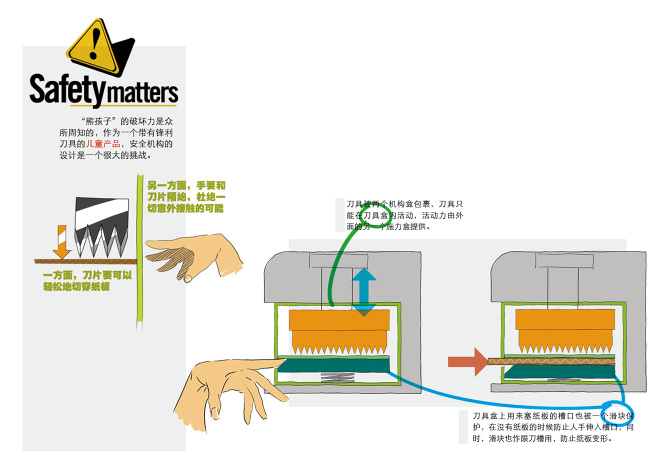 Safety matters
“熊孩子”的破坏力是众
所周知的，作为一个带有锋利
刀具的儿童产品，安全机构的
设计是一个很大的挑战。
另一方面，手要和
刀片隔绝，杜绝一
切意外接触的可能
一方面，刀片要可以
轻松地切穿纸板
刀具被两个机构盒包裹，刀具只
能在刀具盒内活动，活动力由外
面的另一个施力盒提供。
刀具盒上用来塞纸板的槽口也被一个滑块保
护，在没有纸板的时候防止人手伸入槽口，同
时，滑块也作限刀槽用，防止纸板变形。